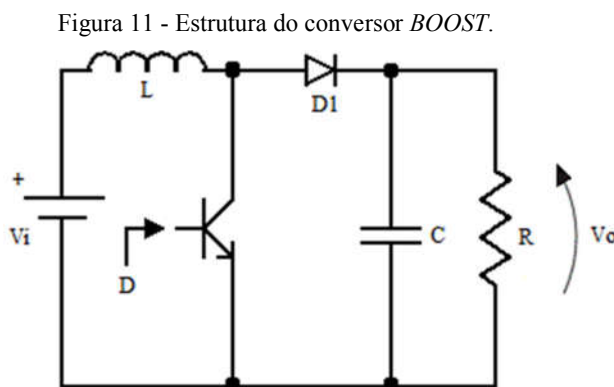 Figura 11 - Estrutura do conversor BOOST.
L
D1
+
Vi
D
C
R
Vo